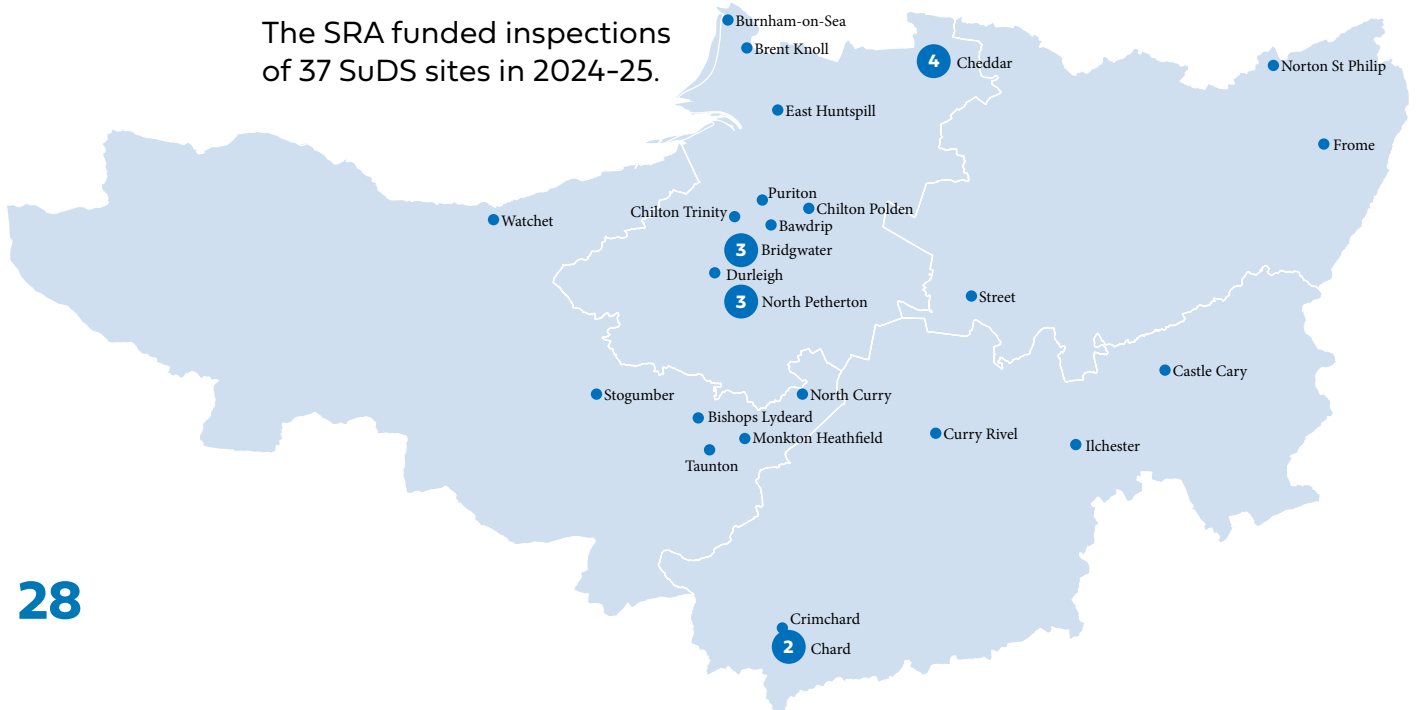 The SRA funded inspections
of 37 SuDS sites in 2024-25.
Burnham-on-Sea
Brent Knoll
4 Cheddar
Norton St Philip
East Huntspill
Frome
Puriton
Chilton Polden
Chilton Trinity
Watchet
Bawdrip
3 Bridgwater
Durleigh
3 North Petherton
Street
Castle Cary
Stogumber
North Curry
Bishops Lydeard
Monkton Heathfield
Curry Rivel
Ilchester
Taunton
28
Crimchard
2 Chard